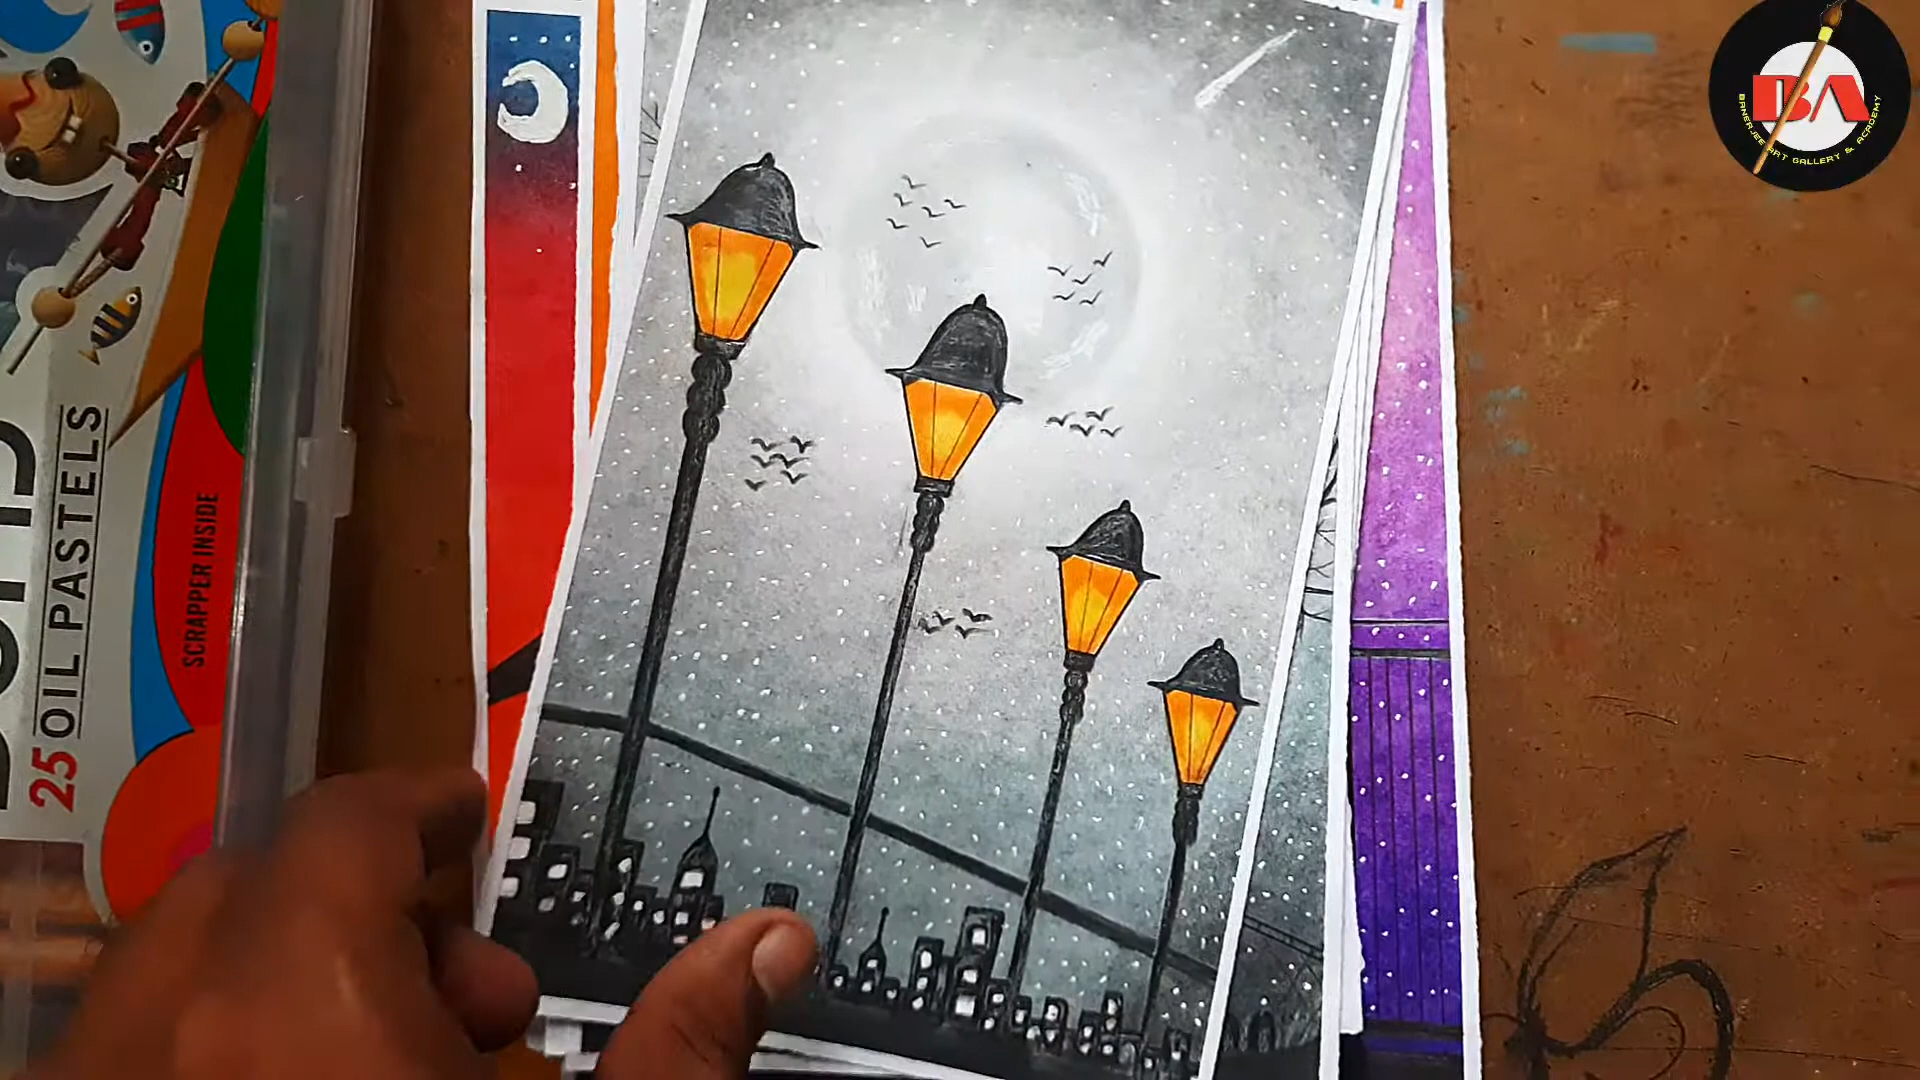 25 OIL PASTELS
SCRAPPER INSIDE
BA
BANERJEE ART GALLERY & ACADEMY